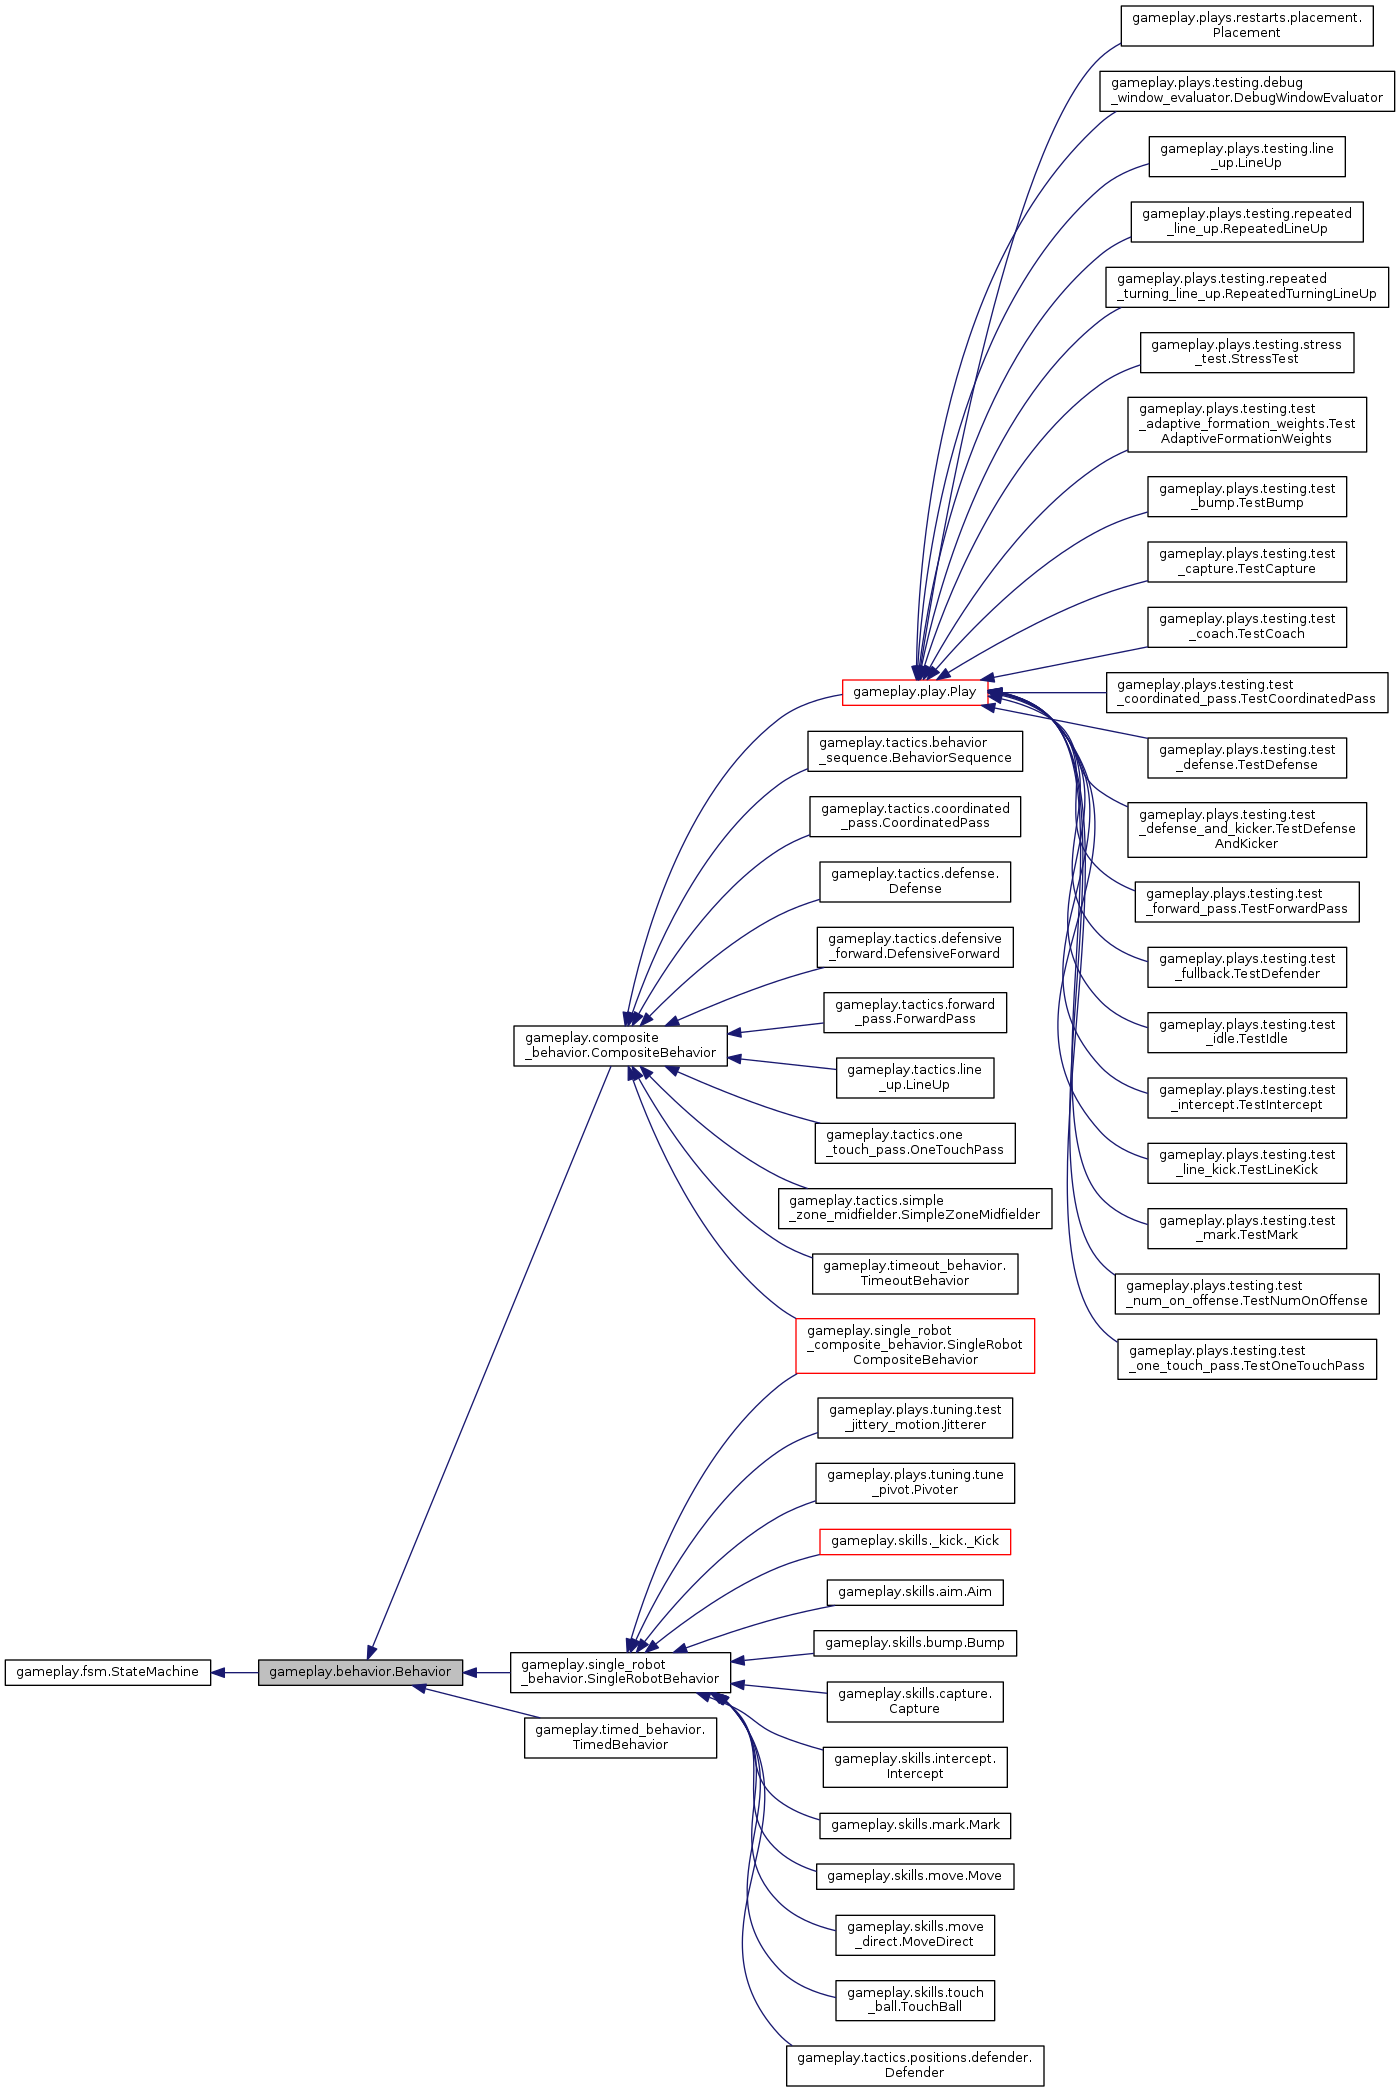 gameplay.plays.restarts.placement.
Placement
gameplay.plays.testing.debug
_window_evaluator.DebugWindowEvaluator
gameplay.plays.testing.line
_up.LineUp
gameplay.plays.testing.repeated
_line_up.RepeatedLineUp
gameplay.plays.testing.repeated
_turning_line_up.RepeatedTurningLineUp
gameplay.plays.testing.stress
_test.StressTest
gameplay.plays.testing.test
_adaptive_formation_weights.Test
AdaptiveFormationWeights
gameplay.plays.testing.test
_bump.TestBump
gameplay.plays.testing.test
_capture.TestCapture
gameplay.plays.testing.test
_coach.TestCoach
gameplay.play.Play
gameplay.plays.testing.test
_coordinated_pass.TestCoordinatedPass
gameplay.tactics.behavior
_sequence.BehaviorSequence
gameplay.plays.testing.test
_defense.TestDefense
gameplay.tactics.coordinated
_pass.CoordinatedPass
gameplay.plays.testing.test
_defense_and_kicker.TestDefense
AndKicker
gameplay.tactics.defense.
Defense
gameplay.plays.testing.test
_forward_pass.TestForwardPass
gameplay.tactics.defensive
_forward.DefensiveForward
gameplay.plays.testing.test
_fullback.TestDefender
gameplay.tactics.forward
_pass.ForwardPass
gameplay.plays.testing.test
_idle.TestIdle
gameplay.composite
_behavior.CompositeBehavior
gameplay.tactics.line
_up.LineUp
gameplay.plays.testing.test
_intercept.TestIntercept
gameplay.tactics.one
_touch_pass.OneTouchPass
gameplay.plays.testing.test
_line_kick.TestLineKick
gameplay.tactics.simple
_zone_midfielder.SimpleZoneMidfielder
gameplay.plays.testing.test
_mark.TestMark
gameplay.timeout_behavior.
TimeoutBehavior
gameplay.plays.testing.test
_num_on_offense.TestNumOnOffense
gameplay.single_robot
_composite_behavior.SingleRobot
CompositeBehavior
gameplay.plays.testing.test
_one_touch_pass.TestOneTouchPass
gameplay.plays.tuning.test
_jittery_motion.Jitterer
gameplay.plays.tuning.tune
_pivot.Pivoter
gameplay.skills._kick._Kick
gameplay.skills.aim.Aim
gameplay.skills.bump.Bump
gameplay.fsm.StateMachine
gameplay.behavior.Behavior
gameplay.single_robot
_behavior.SingleRobotBehavior
gameplay.skills.capture.
Capture
gameplay.timed_behavior.
TimedBehavior
gameplay.skills.intercept.
Intercept
gameplay.skills.mark.Mark
gameplay.skills.move.Move
gameplay.skills.move
_direct.MoveDirect
gameplay.skills.touch
_ball.TouchBall
gameplay.tactics.positions.defender.
Defender